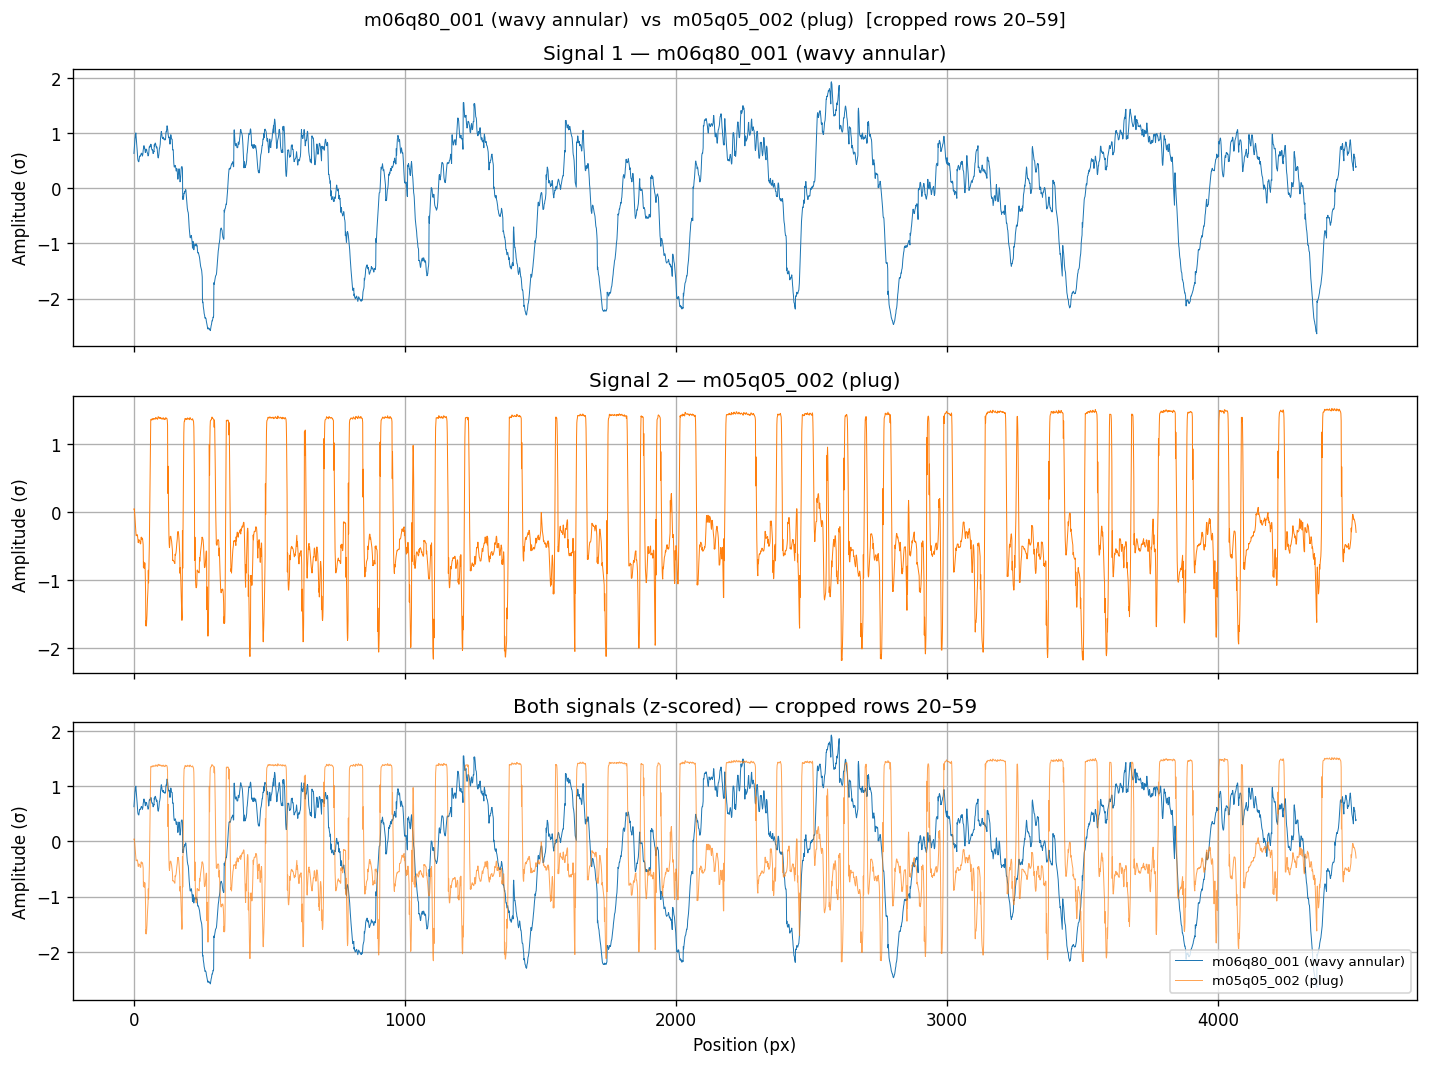 m06q80_001 (wavy annular)  vs  m05q05_002 (plug)  [cropped rows 20–59]
Signal 1 — m06q80_001 (wavy annular)
2
1
0
−1
−2
Amplitude (σ)
Signal 2 — m05q05_002 (plug)
1
0
−1
−2
Amplitude (σ)
Both signals (z-scored) — cropped rows 20–59
2
1
0
−1
−2
Amplitude (σ)
m06q80_001 (wavy annular)
m05q05_002 (plug)
0 1000 2000 3000 4000
Position (px)